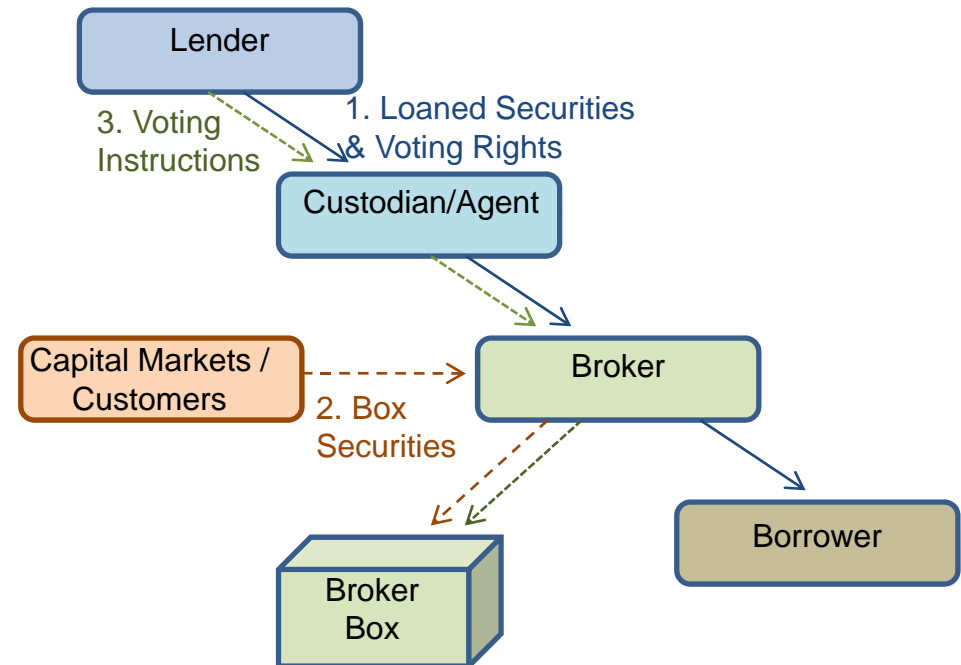 Lender
1. Loaned Securities
& Voting Rights
3. Voting
Instructions
Custodian/Agent
Capital Markets /
Customers
2. Box
Securities
Broker
Borrower
Broker
Box